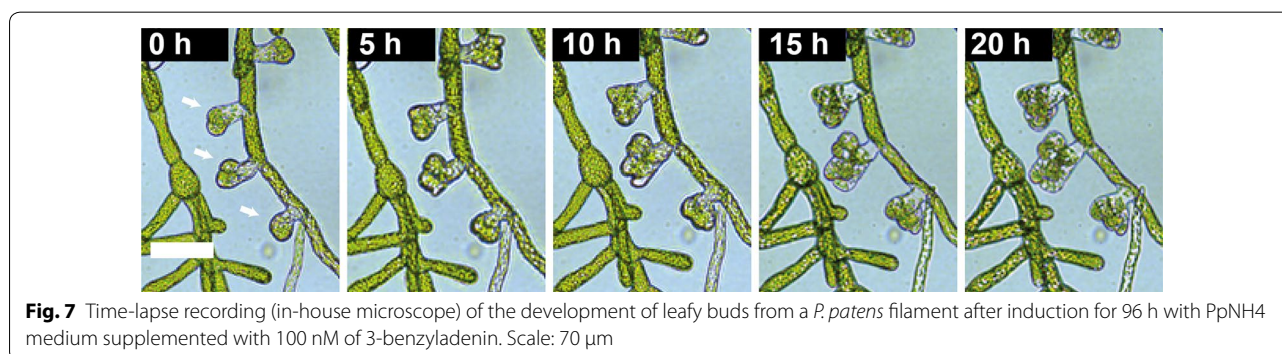 0 h 5 h 10 h 15 h 20 h
Fig. 7 Time-lapse recording (in-house microscope) of the development of leafy buds from a P. patens filament after induction for 96 h with PpNH4
medium supplemented with 100 nM of 3-benzyladenin. Scale: 70 µm